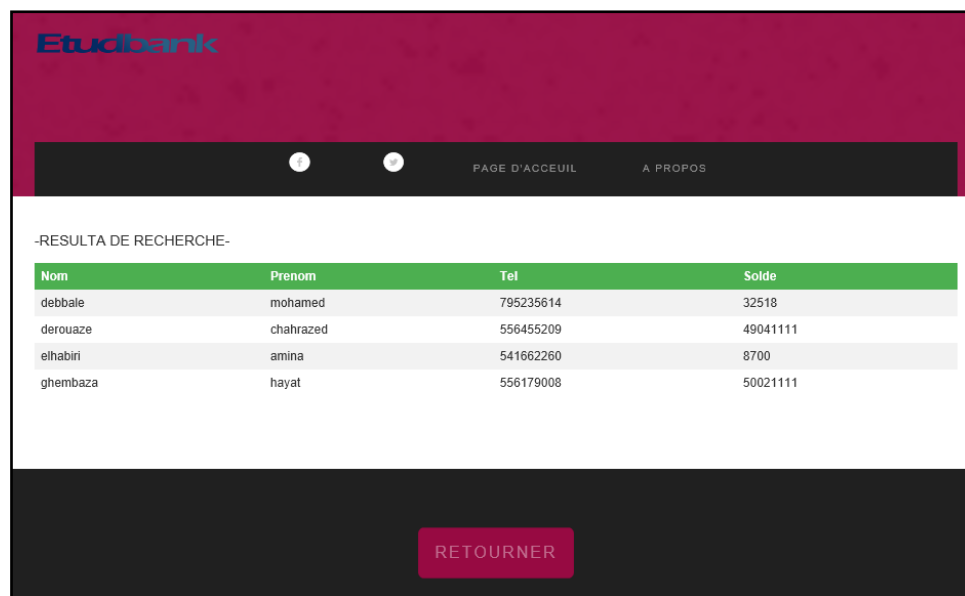 Etudbank
PAGE D'ACCEUIL A PROPOS
-RESULTA DE RECHERCHE-
Nom Prenom Tel Solde
debbale mohamed 795235614 32518
derouaze chahrazed 556455209 49041111
elhabiri amina 541662260 8700
ghembaza hayat 556179008 50021111
RETOURNER